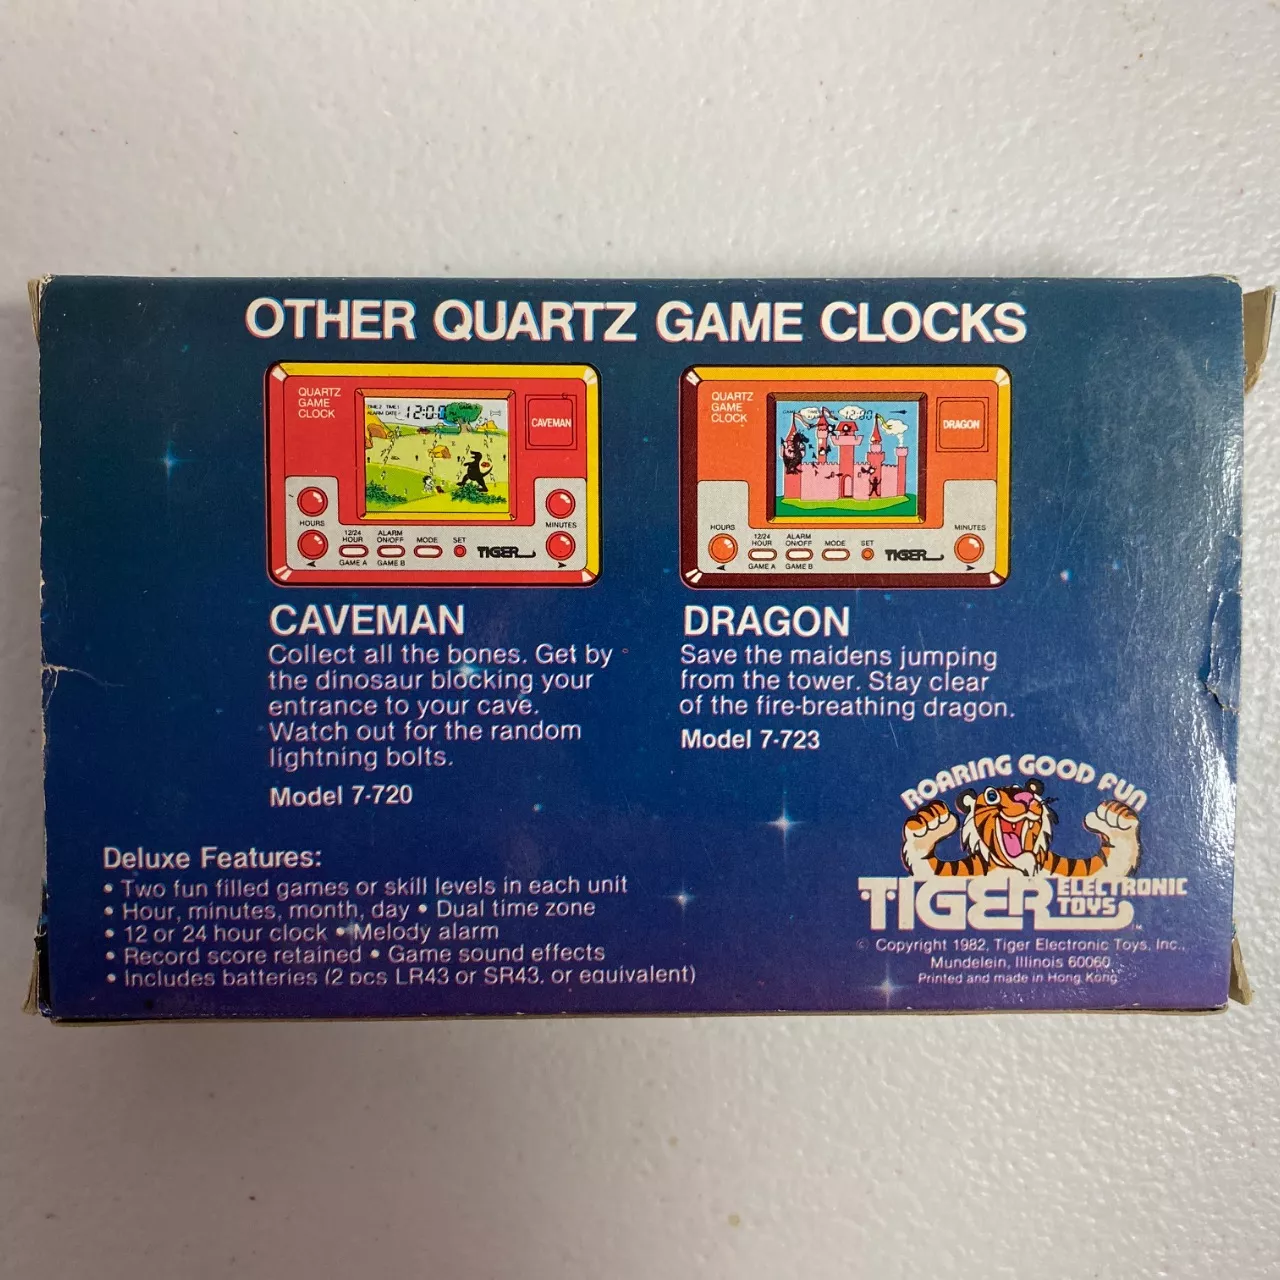 OTHER QUARTZ GAME CLOCKS
QUARTZ
GAME
CLOCK
12:00
CAVEMAN
HOURS
MINUTES
12/24
HOUR
ALARM
ON/OFF
MODE
SET
TIGER
GAME A
GAME B
QUARTZ
GAME
CLOCK
12:00
DRAGON
HOURS
MINUTES
12/24
HOUR
ALARM
ON/OFF
MODE
SET
TIGER
GAME A
GAME B
CAVEMAN
Collect all the bones. Get by
the dinosaur blocking your
entrance to your cave.
Watch out for the random
lightning bolts.
Model 7-720
DRAGON
Save the maidens jumping
from the tower. Stay clear
of the fire-breathing dragon.
Model 7-723
Deluxe Features:
• Two fun filled games or skill levels in each unit
• Hour, minutes, month, day • Dual time zone
• 12 or 24 hour clock • Melody alarm
• Record score retained • Game sound effects
• Includes batteries (2 pcs LR43 or SR43, or equivalent)
ROARING GOOD FUN
TIGER ELECTRONIC
TOYS TM
© Copyright 1982, Tiger Electronic Toys, Inc.,
Mundelein, Illinois 60060
Printed and made in Hong Kong